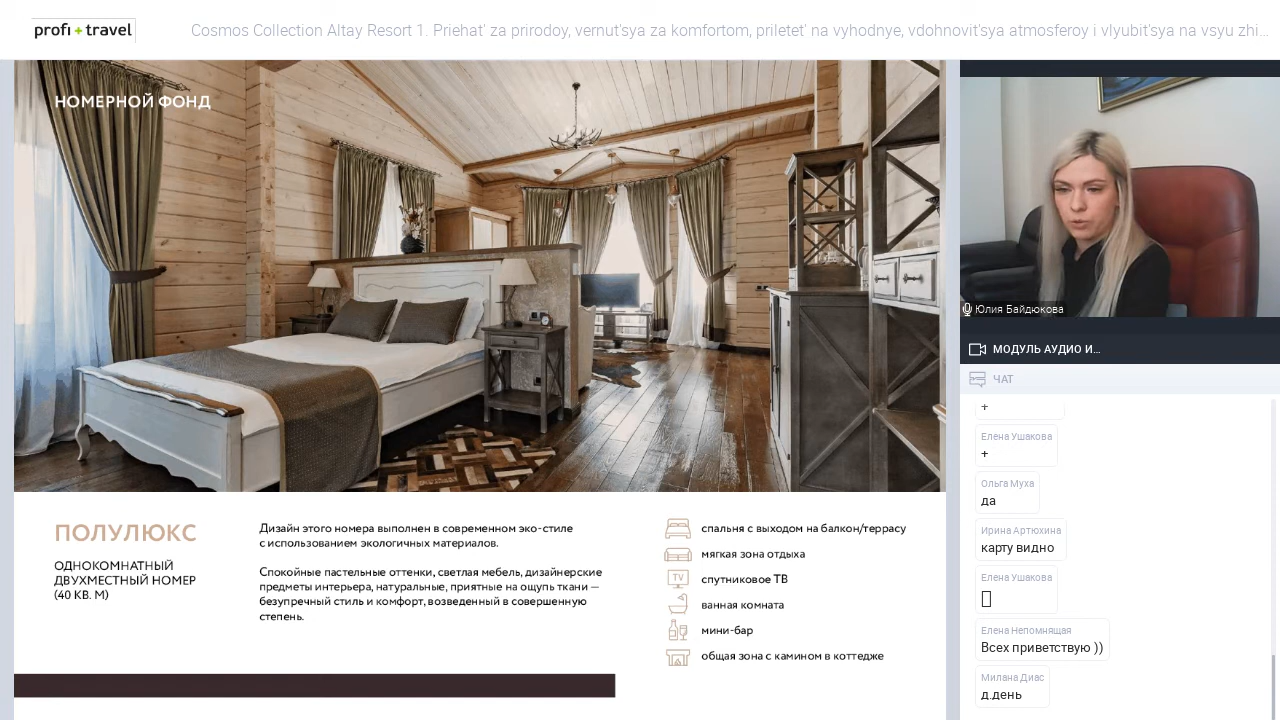 profi + travel
Cosmos Collection Altay Resort 1. Priehat' za prirodoy, vernut'sya za komfortom, priletet' na vyhodnye, vdohnovit'sya atmosferoy i vlyubit'sya na vsyu zhi...
НОМЕРНОЙ ФОНД
ПОЛУЛЮКС
ОДНОКОМНАТНЫЙ
ДВУХМЕСТНЫЙ НОМЕР
(40 КВ. М)
Дизайн этого номера выполнен в современном эко-стиле
с использованием экологичных материалов.
Спокойные пастельные оттенки, светлая мебель, дизайнерские
предметы интерьера, натуральные, приятные на ощупь ткани —
безупречный стиль и комфорт, возведенный в совершенную
степень.
спальня с выходом на балкон/террасу
мягкая зона отдыха
TV
спутниковое ТВ
ванная комната
мини-бар
общая зона с камином в коттедже
Юлия Байдюкова
МОДУЛЬ АУДИО И...
ЧАТ
+
Елена Ушакова
+
Ольга Муха
да
Ирина Артюхина
карту видно
Елена Ушакова
Елена Непомнящая
Всех приветствую ))
Милана Диас
д.день